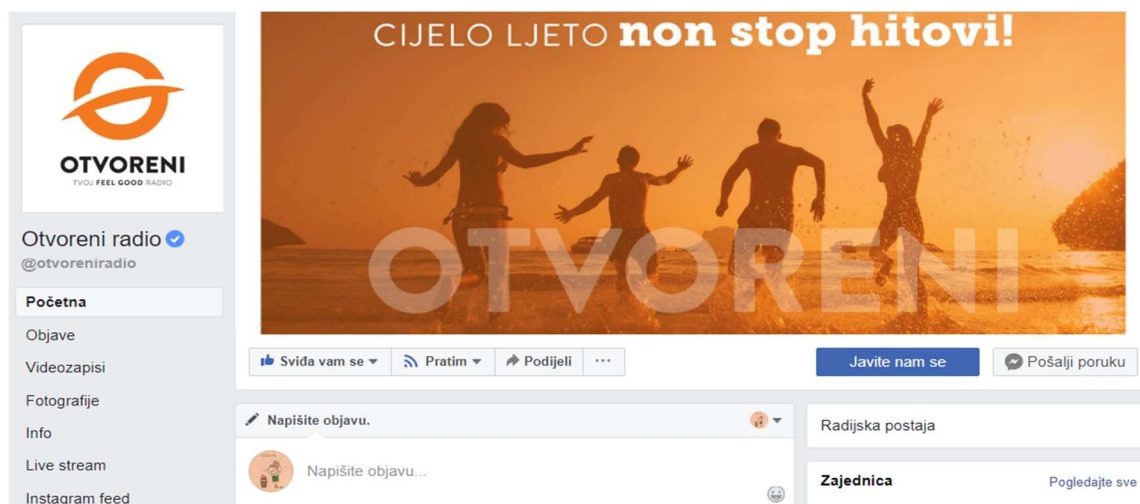 CIJELO LJETO non stop hitovi!
OTVORENI
OTVORENI
TVOJ FEEL GOOD RADIO
Otvoreni radio
@otvoreniradio
Početna
Objave
Videozapisi
Fotografije
Info
Live stream
Instagram feed
Sviđa vam se
Pratim
Podijeli
Javite nam se
Pošalji poruku
Napišite objavu.
Napišite objavu...
Radijska postaja
Zajednica
Pogledajte sve